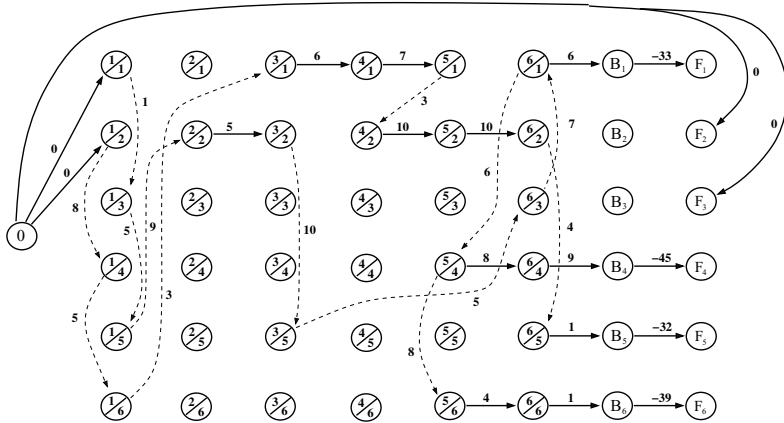 1/1 2/1 3/1 6 4/1 7 5/1 6/1 6 B1 −33 F1
1 3 0
1/2 2/2 5 3/2 4/2 10 5/2 10 6/2 7 B2 F2 0
0
0 6
8 1/3 2/3 3/3 4/3 5/3 6/3 B3 F3
0 5 9 10 4
1/4 2/4 3/4 4/4 5/4 8 6/4 9 B4 −45 F4
5 3 5
1/5 2/5 3/5 4/5 5/5 6/5 1 B5 −32 F5
8
1/6 2/6 3/6 4/6 5/6 4 6/6 1 B6 −39 F6